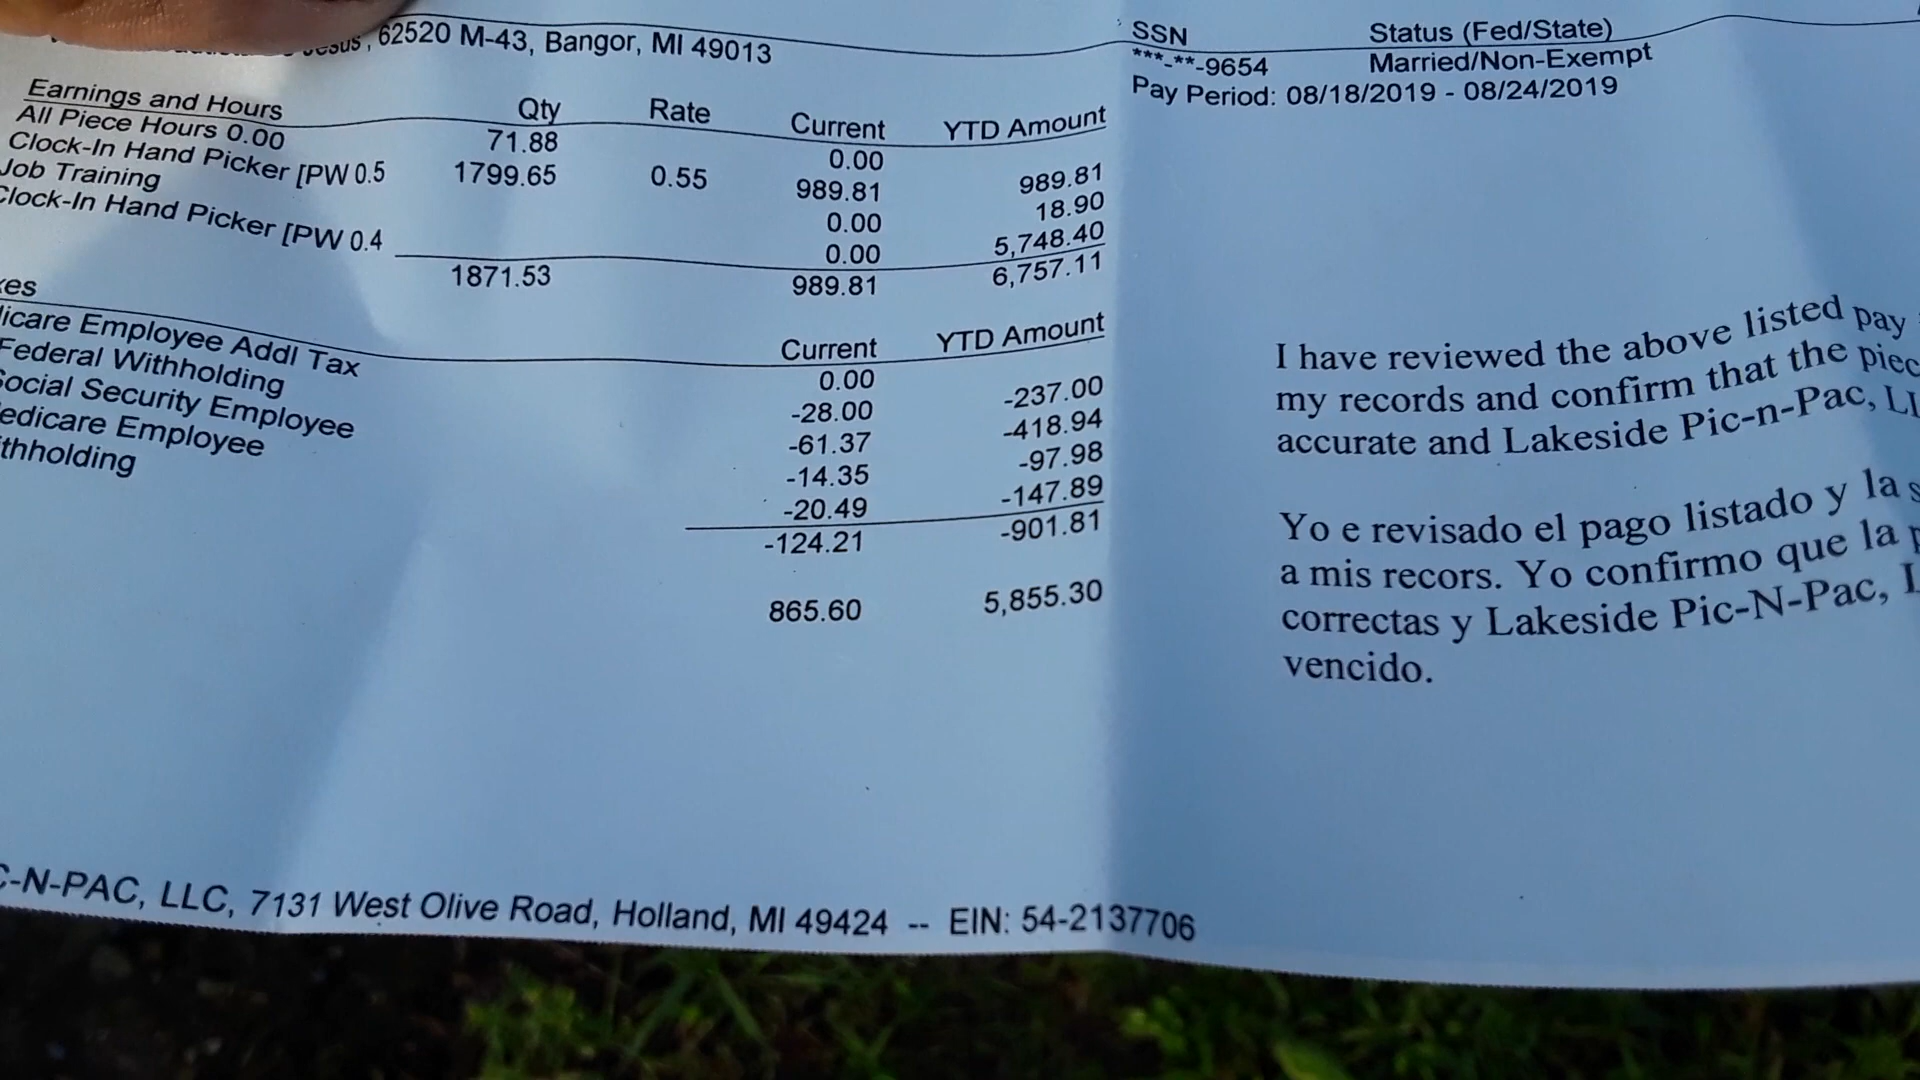 Jesus, 62520 M-43, Bangor, MI 49013
SSN Status (Fed/State)
***-**-9654 Married/Non-Exempt
Pay Period: 08/18/2019 - 08/24/2019
Earnings and Hours Qty Rate Current YTD Amount
All Piece Hours 0.00 71.88 0.00
Clock-In Hand Picker [PW 0.5 1799.65 0.55 989.81 989.81
Job Training 0.00 18.90
Clock-In Hand Picker [PW 0.4 0.00 5,748.40
1871.53 989.81 6,757.11
Current YTD Amount
Employee Addl Tax 0.00
Federal Withholding -28.00 -237.00
Social Security Employee -61.37 -418.94
edicare Employee -14.35 -97.98
thholding -20.49 -147.89
-124.21 -901.81
865.60 5,855.30
I have reviewed the above listed pay
my records and confirm that the piec
accurate and Lakeside Pic-n-Pac, LL
Yo e revisado el pago listado y la s
a mis recors. Yo confirmo que la p
correctas y Lakeside Pic-N-Pac, L
vencido.
C-N-PAC, LLC, 7131 West Olive Road, Holland, MI 49424 -- EIN: 54-2137706